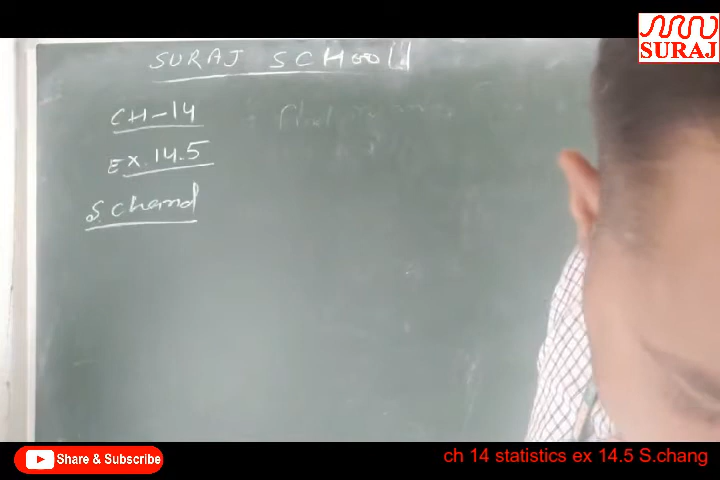 SURAJ
SURAJ SCHOOL
CH-14
EX.14.5
S. Chand
Share & Subscribe
ch 14 statistics ex 14.5 S.chang